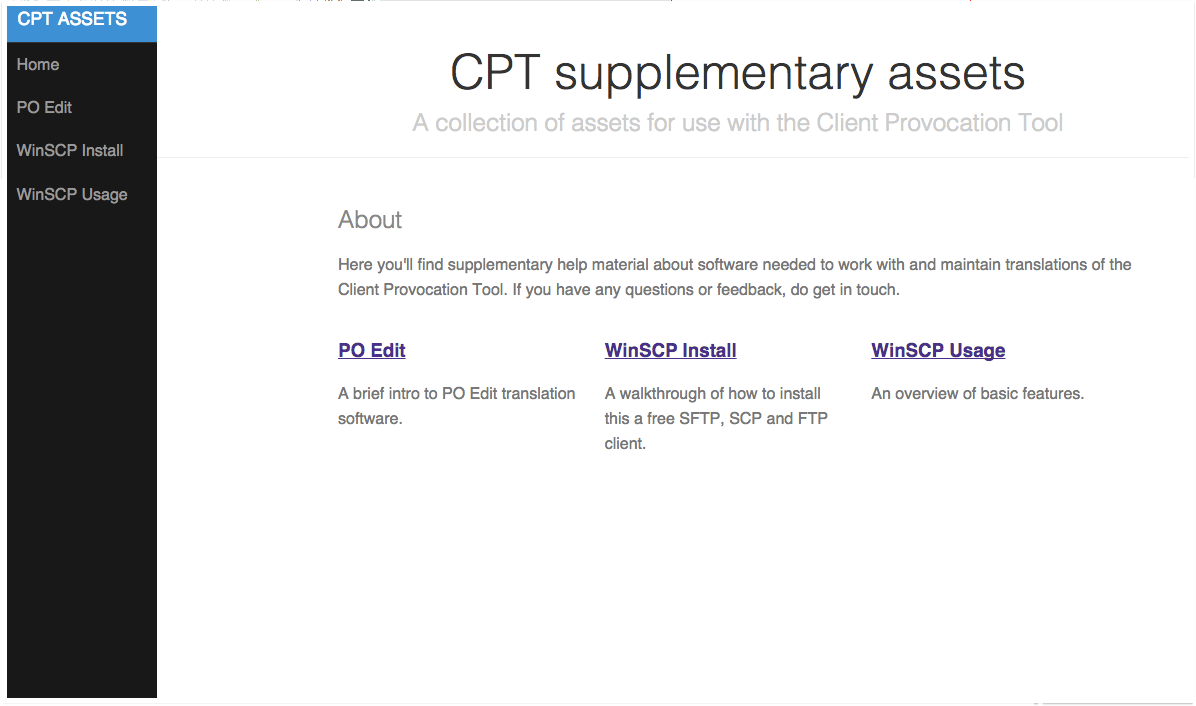 CPT ASSETS
Home
PO Edit
WinSCP Install
WinSCP Usage
CPT supplementary assets
A collection of assets for use with the Client Provocation Tool
About
Here you'll find supplementary help material about software needed to work with and maintain translations of the
Client Provocation Tool. If you have any questions or feedback, do get in touch.
PO Edit
A brief intro to PO Edit translation
software.
WinSCP Install
A walkthrough of how to install
this a free SFTP, SCP and FTP
client.
WinSCP Usage
An overview of basic features.